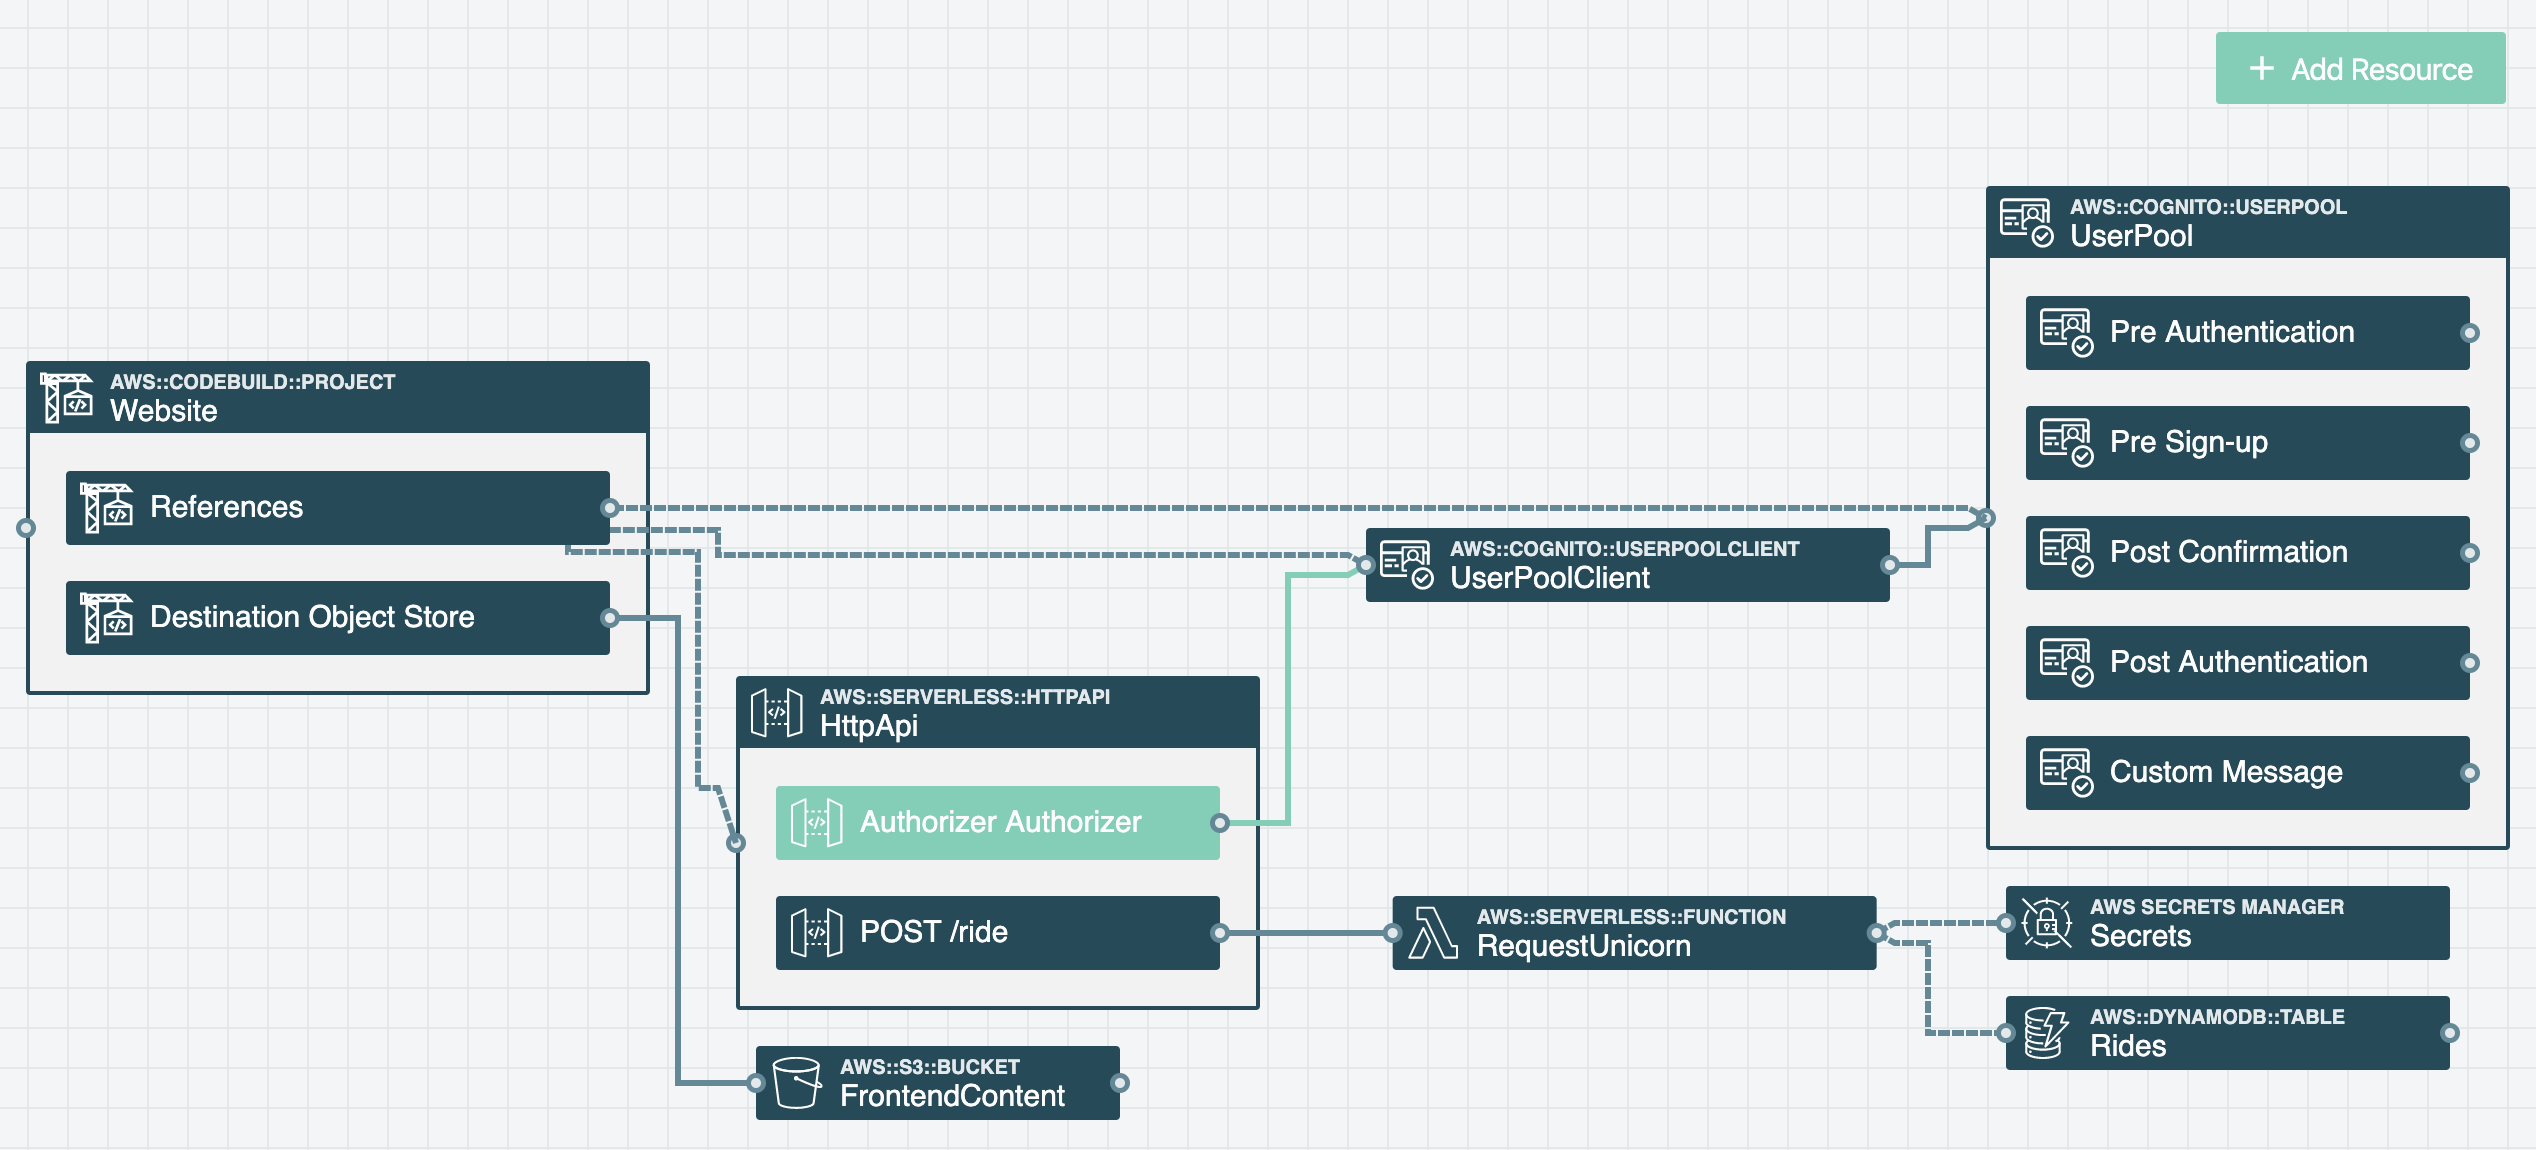 + Add Resource
AWS::COGNITO::USERPOOL
UserPool
Pre Authentication
Pre Sign-up
Post Confirmation
Post Authentication
Custom Message
AWS::CODEBUILD::PROJECT
Website
References
Destination Object Store
AWS::COGNITO::USERPOOLCLIENT
UserPoolClient
AWS::SERVERLESS::HTTPAPI
HttpApi
Authorizer Authorizer
POST /ride
AWS::SERVERLESS::FUNCTION
RequestUnicorn
AWS SECRETS MANAGER
Secrets
AWS::DYNAMODB::TABLE
Rides
AWS::S3::BUCKET
FrontendContent